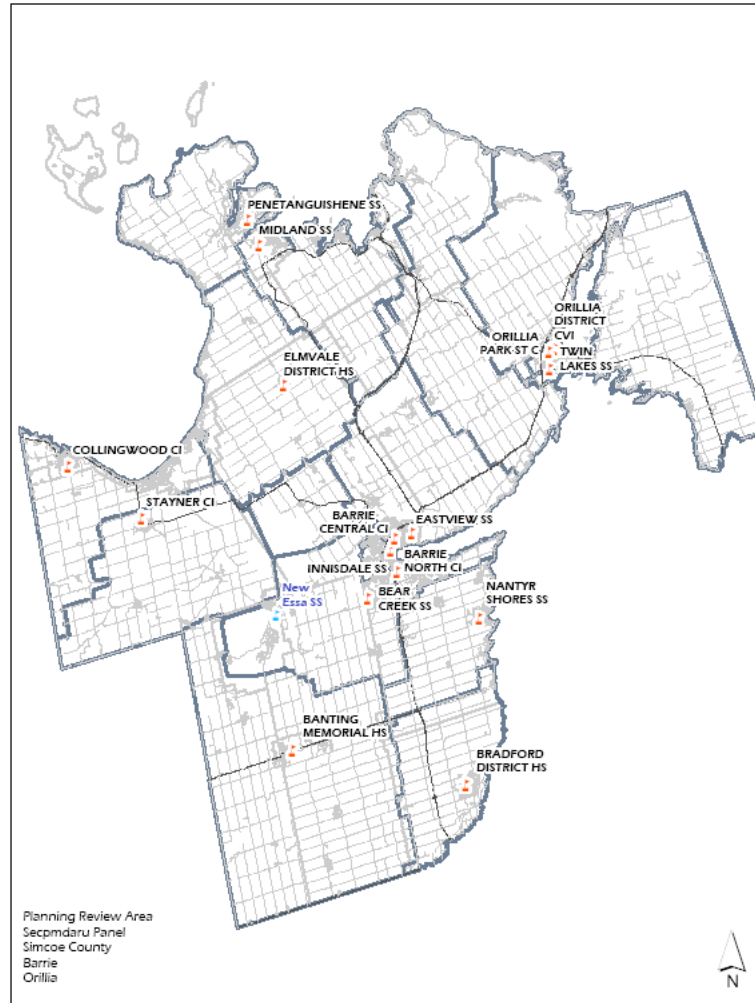 PENETANGUISHENE SS
MIDLAND SS
ORILLIA
DISTRICT
CVI
ORILLIA
PARK ST C
TWIN
LAKES SS
ELMVALE
DISTRICT HS
COLLINGWOOD CI
STAYNER CI
BARRIE
CENTRAL CI
EASTVIEW SS
INNISDALE SS
BARRIE
NORTH CI
New
Essa SS
BEAR
CREEK SS
NANTYR
SHORES SS
BANTING
MEMORIAL HS
BRADFORD
DISTRICT HS
Planning Review Area
Secpmdaru Panel
Simcoe County
Barrie
Orillia
N